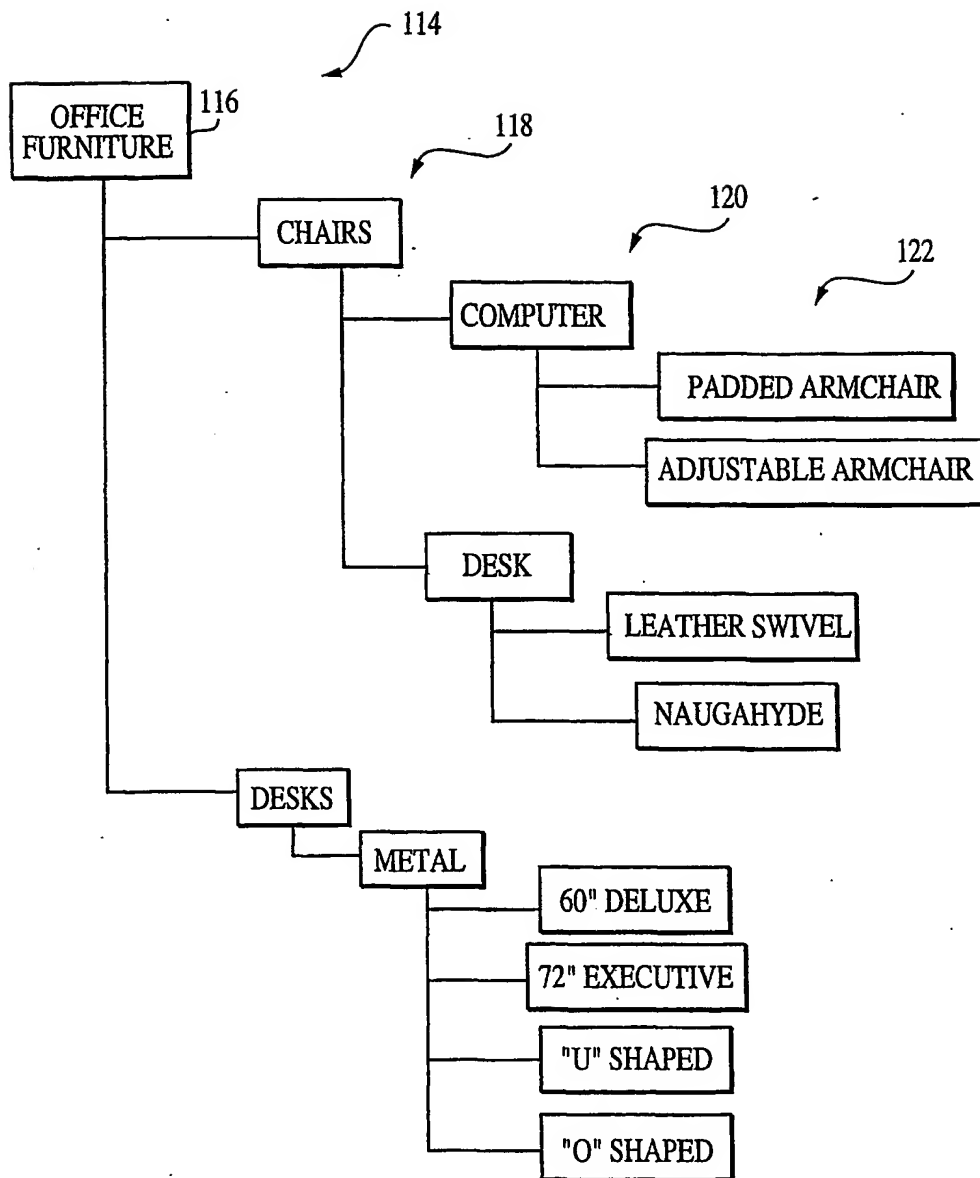 114
OFFICE
FURNITURE
116
118
CHAIRS
120
COMPUTER
122
PADDED ARMCHAIR
ADJUSTABLE ARMCHAIR
DESK
LEATHER SWIVEL
NAUGAHYDE
DESKS
METAL
60" DELUXE
72" EXECUTIVE
"U" SHAPED
"O" SHAPED